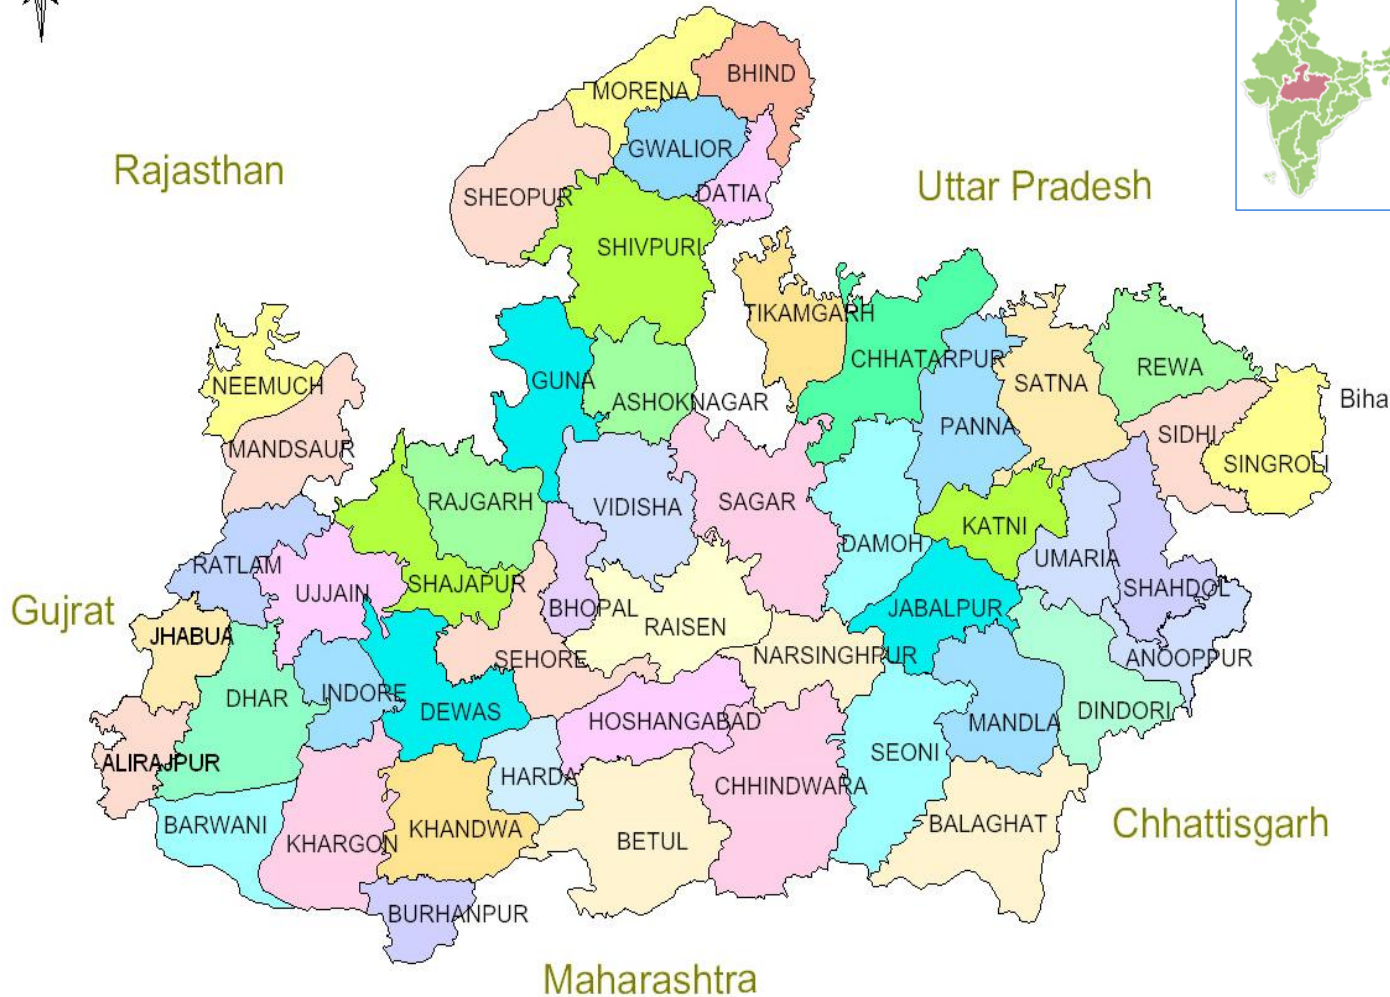 BHIND
MORENA
GWALIOR
Rajasthan
Uttar Pradesh
SHEOPUR
DATIA
SHIVPURI
TIKAMGARH
CHHATARPUR
REWA
NEEMUCH
GUNA
SATNA
ASHOKNAGAR
Biha
PANNA
SIDHI
MANDSAUR
SINGROLI
RAJGARH
VIDISHA
SAGAR
KATNI
DAMOH
UMARIA
RATLAM
SHAJAPUR
SHAHDOL
UJJAIN
BHOPAL
JABALPUR
Gujrat
RAISEN
JHABUA
NARSINGHPUR
SEHORE
ANOOPPUR
INDORE
DHAR
DEWAS
DINDORI
HOSHANGABAD
MANDLA
SEONI
ALIRAJPUR
HARDA
CHHINDWARA
BARWANI
KHANDWA
BALAGHAT
Chhattisgarh
KHARGON
BETUL
BURHANPUR
Maharashtra